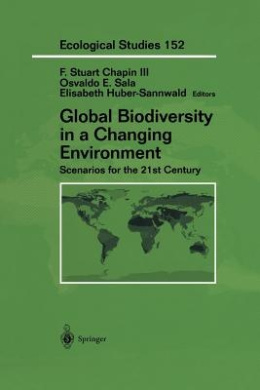 Ecological Studies 152
F. Stuart Chapin III
Osvaldo E. Sala
Elisabeth Huber-Sannwald Editors
Global Biodiversity
in a Changing
Environment
Scenarios for the 21st Century
Springer